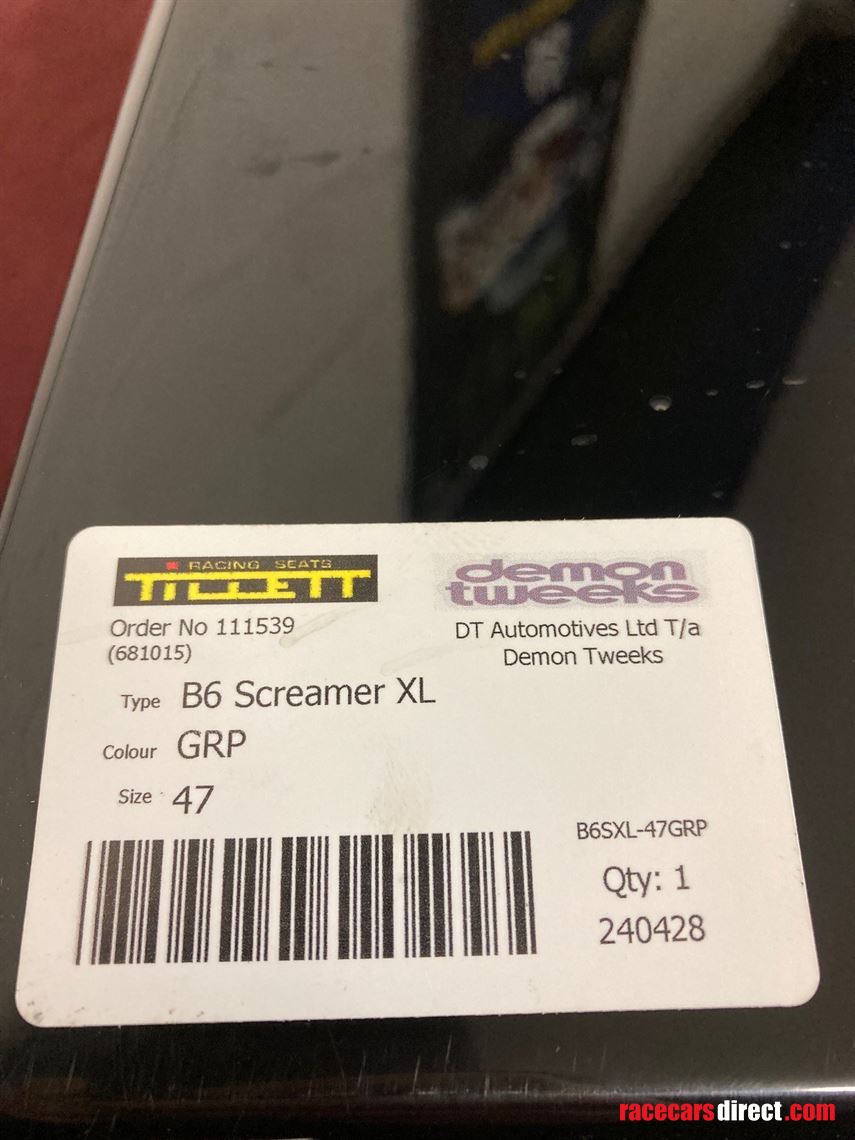 RACING SEATS
TILLETT
demon
tweeks
Order No 111539
(681015)
DT Automotives Ltd T/a
Demon Tweeks
Type B6 Screamer XL
Colour GRP
Size 47
B6SXL-47GRP
Qty: 1
240428
racecarsdirect.com